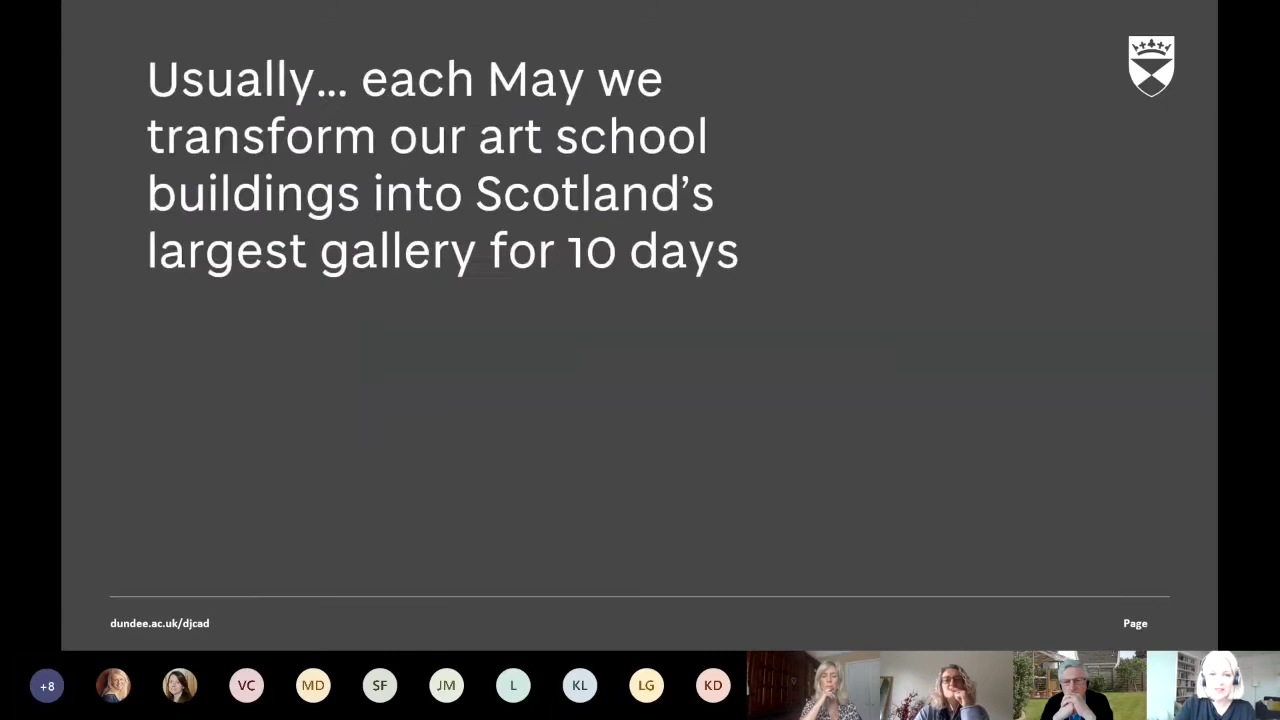 Usually... each May we
transform our art school
buildings into Scotland's
largest gallery for 10 days
dundee.ac.uk/djcad
Page
+8
VC
MD
SF
JM
L
KL
LG
KD